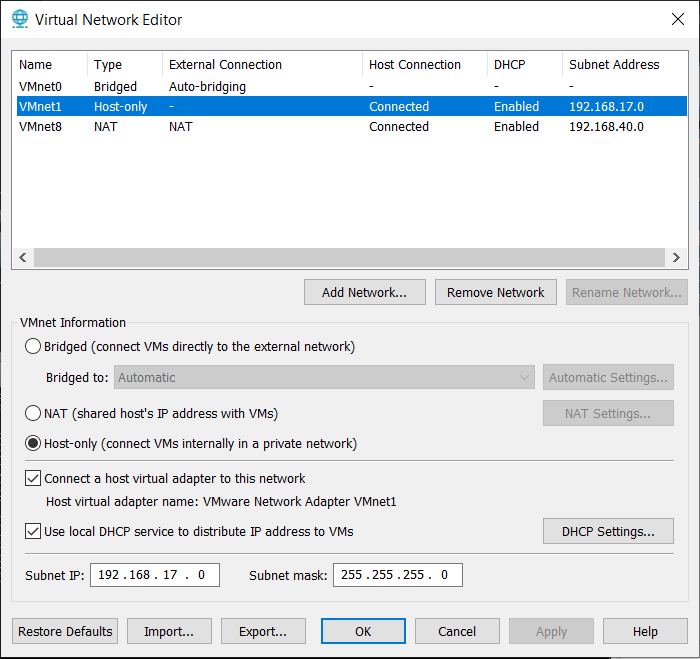 Virtual Network Editor
Name Type External Connection Host Connection DHCP Subnet Address
VMnet0 Bridged Auto-bridging - - -
VMnet1 Host-only - Connected Enabled 192.168.17.0
VMnet8 NAT NAT Connected Enabled 192.168.40.0
Add Network... Remove Network Rename Network...
VMnet Information
Bridged (connect VMs directly to the external network)
Bridged to: Automatic Automatic Settings...
NAT (shared host's IP address with VMs) NAT Settings...
Host-only (connect VMs internally in a private network)
Connect a host virtual adapter to this network
Host virtual adapter name: VMware Network Adapter VMnet1
Use local DHCP service to distribute IP address to VMs DHCP Settings...
Subnet IP: 192 . 168 . 17 . 0 Subnet mask: 255 . 255 . 255 . 0
Restore Defaults Import... Export... OK Cancel Apply Help